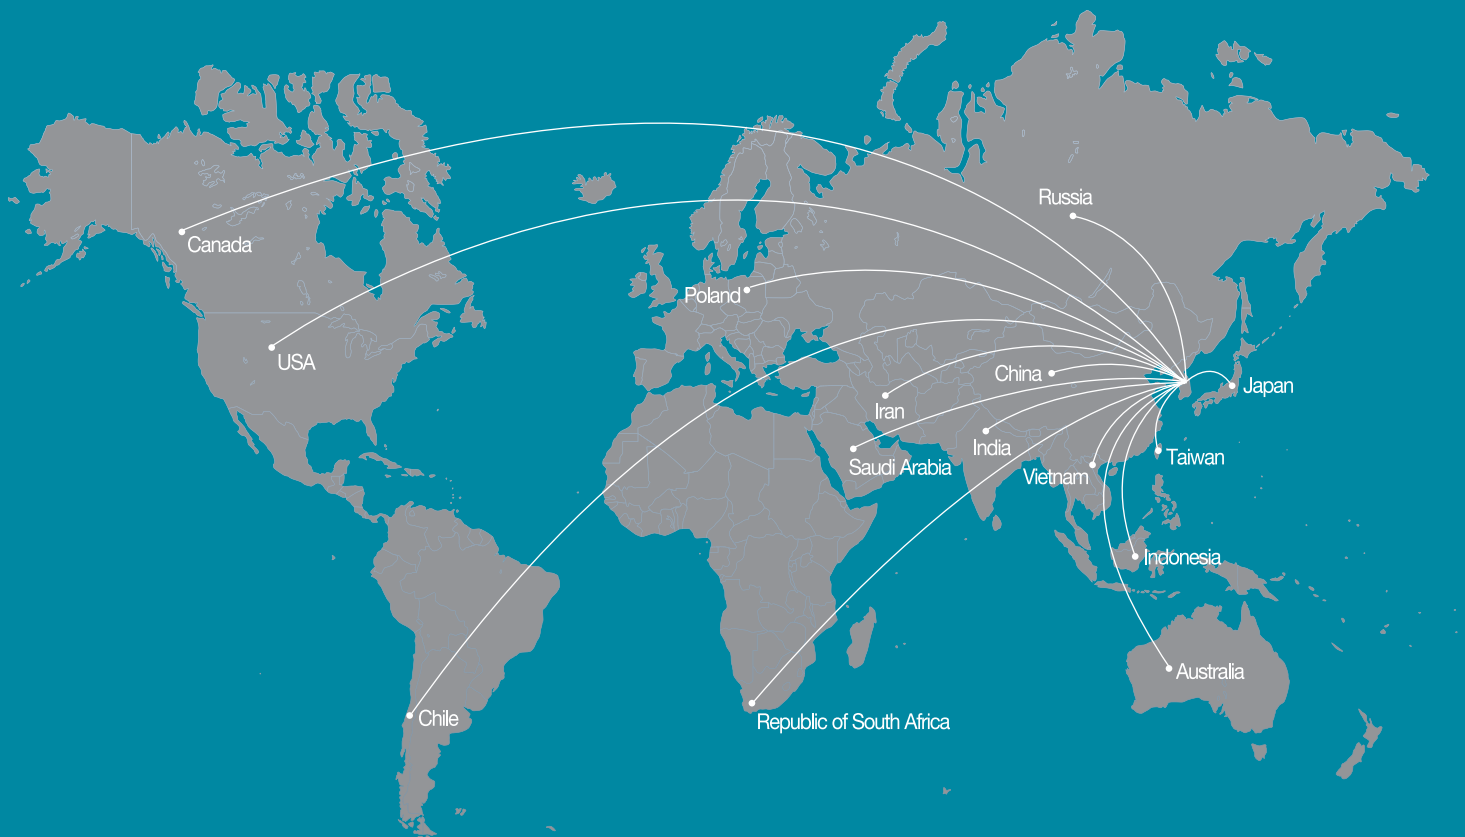 Russia
Canada
Poland
USA
China
Japan
Iran
India
Taiwan
Saudi Arabia
Vietnam
Indonesia
Australia
Chile
Republic of South Africa